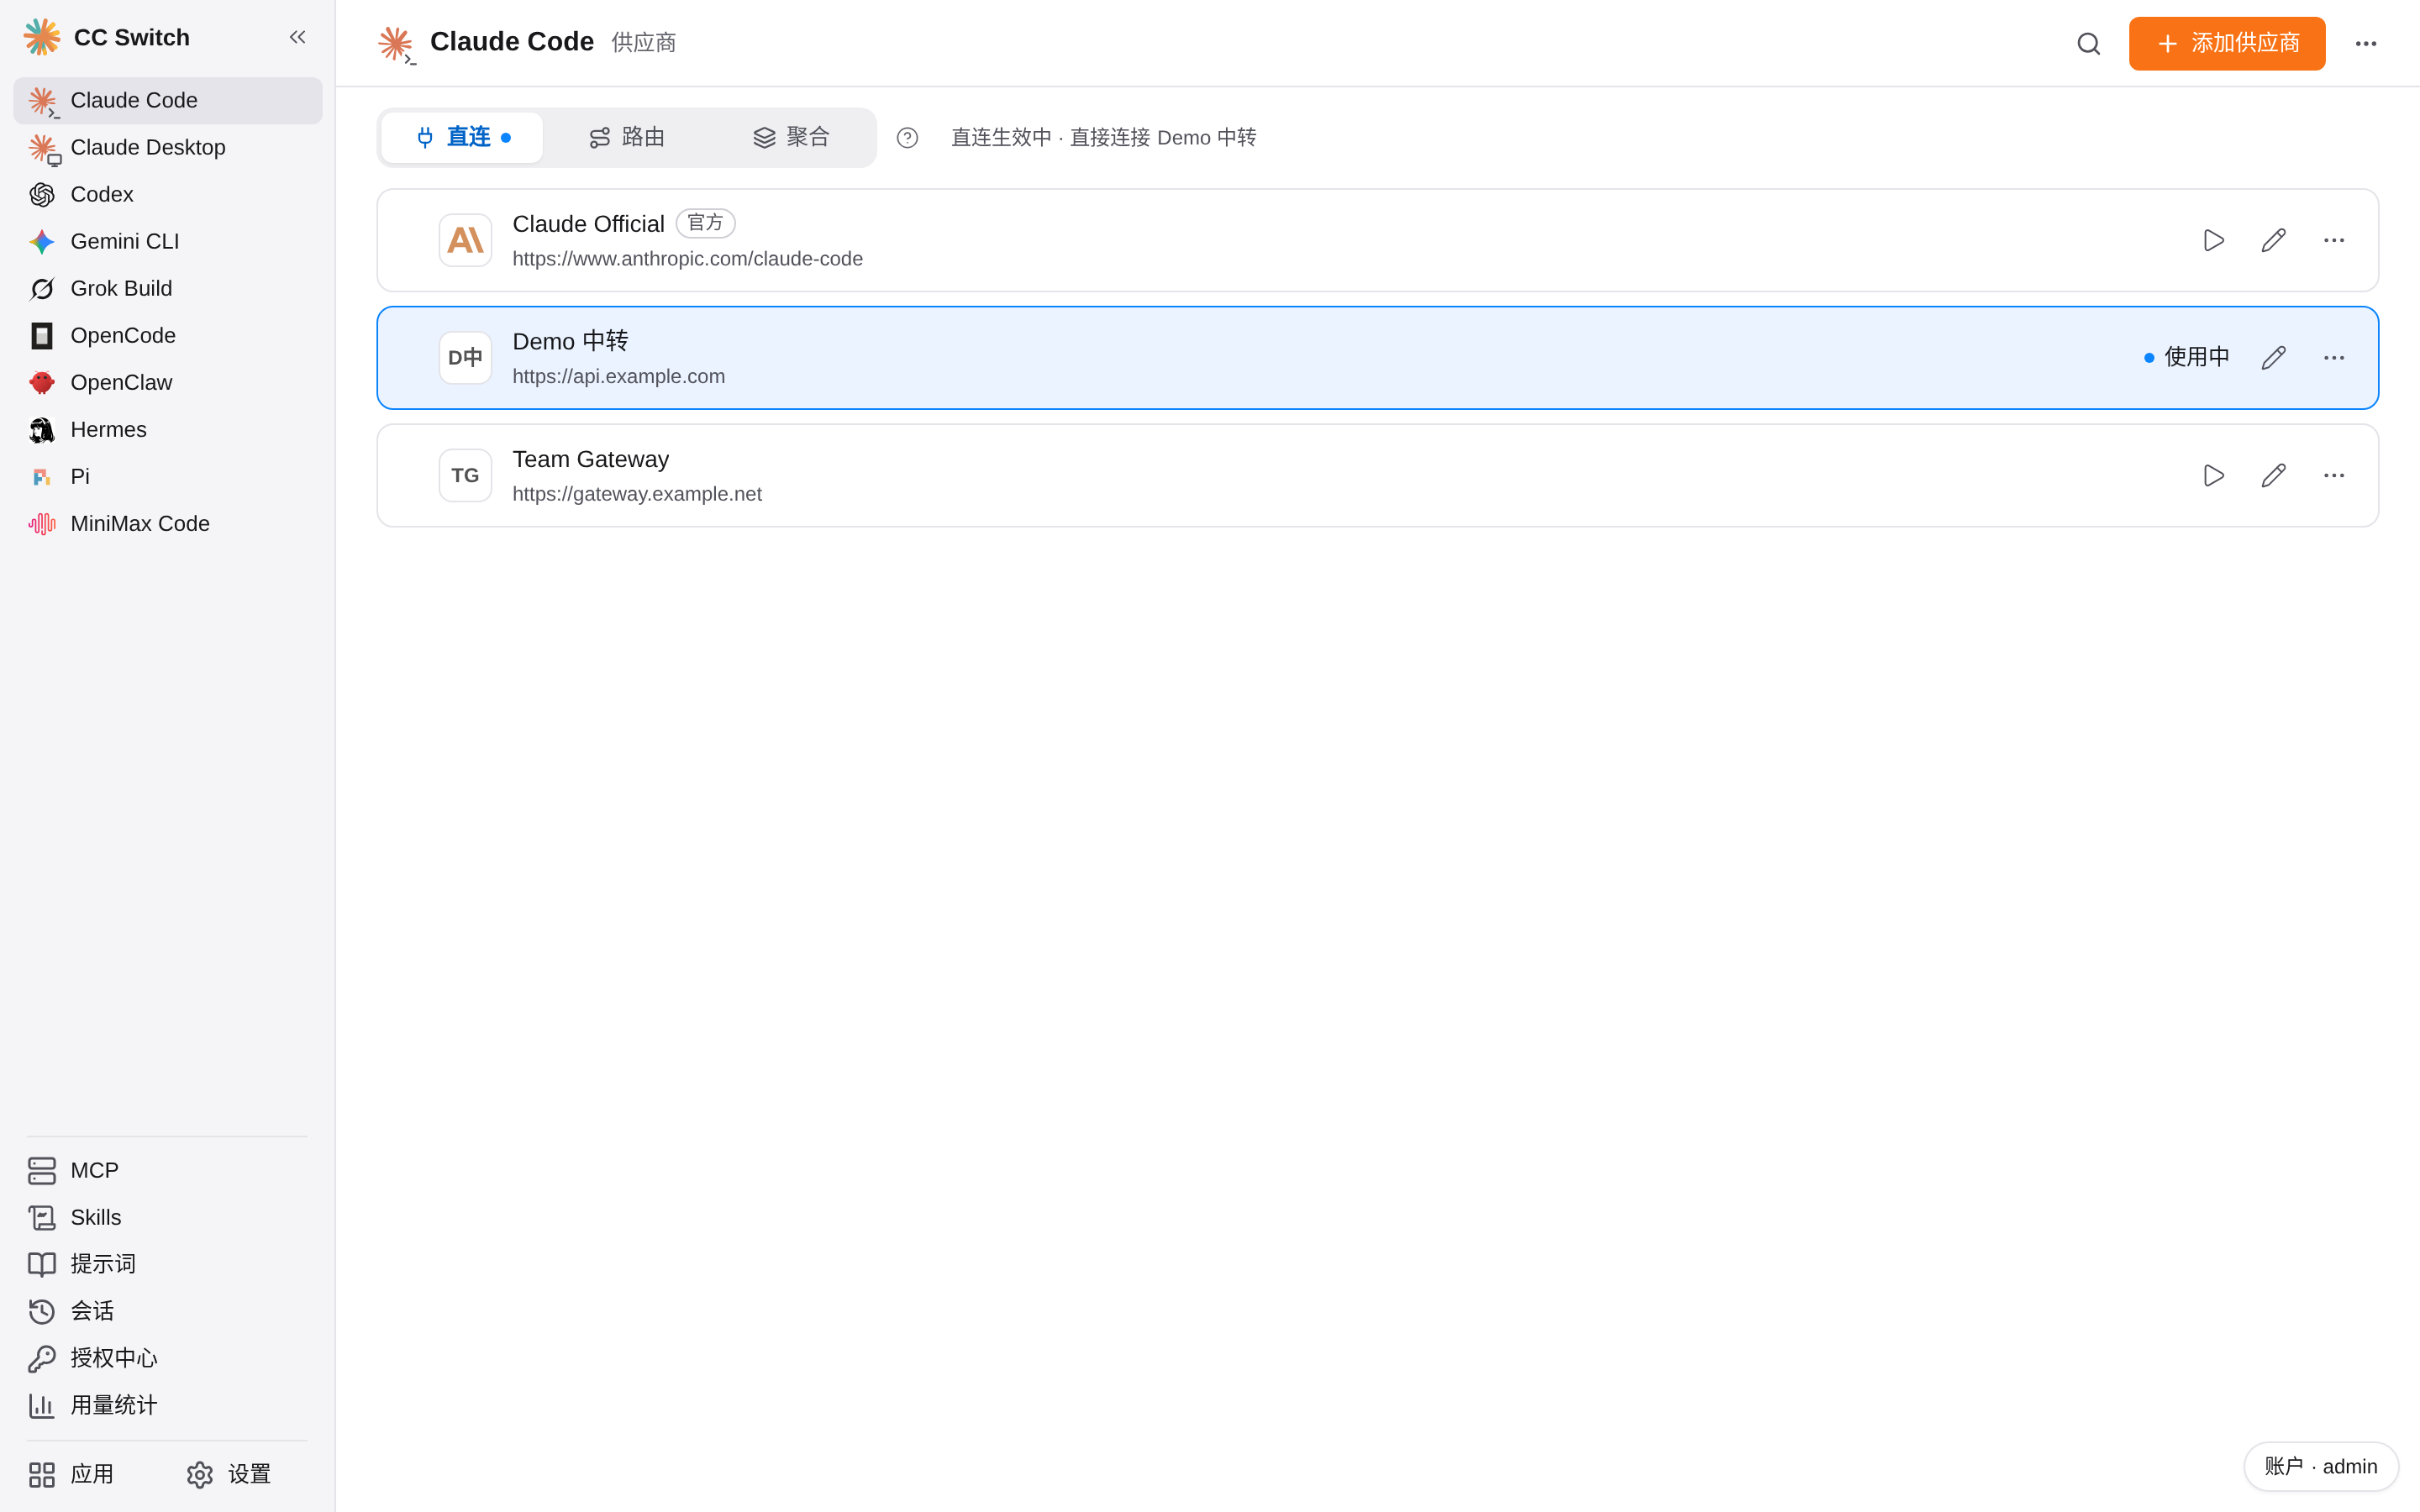 CC Switch
Claude Code
Claude Desktop
Codex
Gemini CLI
Grok Build
OpenCode
OpenClaw
Hermes
Pi
MiniMax Code
MCP
Skills
提示词
会话
授权中心
用量统计
应用
设置
Claude Code 供应商
添加供应商
直连
路由
聚合
直连生效中 · 直接连接 Demo 中转
Claude Official 官方
https://www.anthropic.com/claude-code
D中
Demo 中转
https://api.example.com
使用中
TG
Team Gateway
https://gateway.example.net
账户 · admin